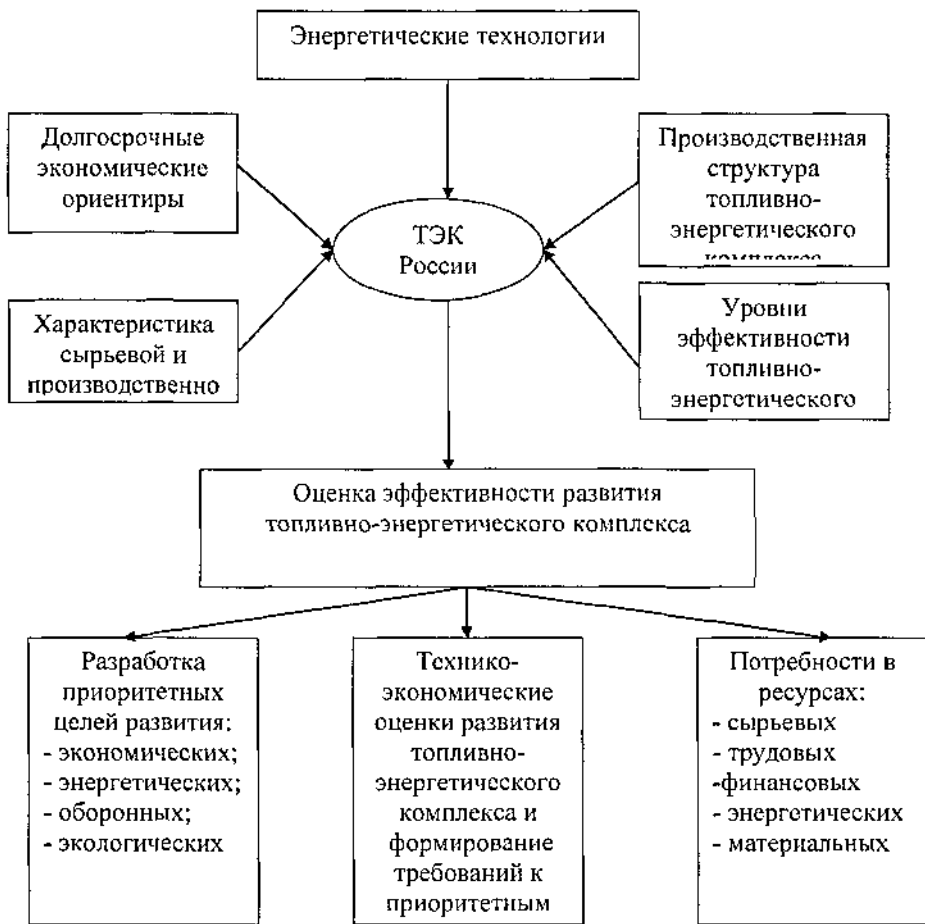 Энергетические технологии
Долгосрочные
экономические
ориентиры
Производственная
структура
топливно-
энергетического
комплекса
ТЭК
России
Характеристика
сырьевой и
производственно
Уровни
эффективности
топливно-
энергетического
Оценка эффективности развития
топливно-энергетического комплекса
Разработка
приоритетных
целей развития:
- экономических;
- энергетических;
- оборонных;
- экологических
Технико-
экономические
оценки развития
топливно-
энергетического
комплекса и
формирование
требований к
приоритетным
Потребности в
ресурсах:
- сырьевых
- трудовых
-финансовых
- энергетических
- материальных